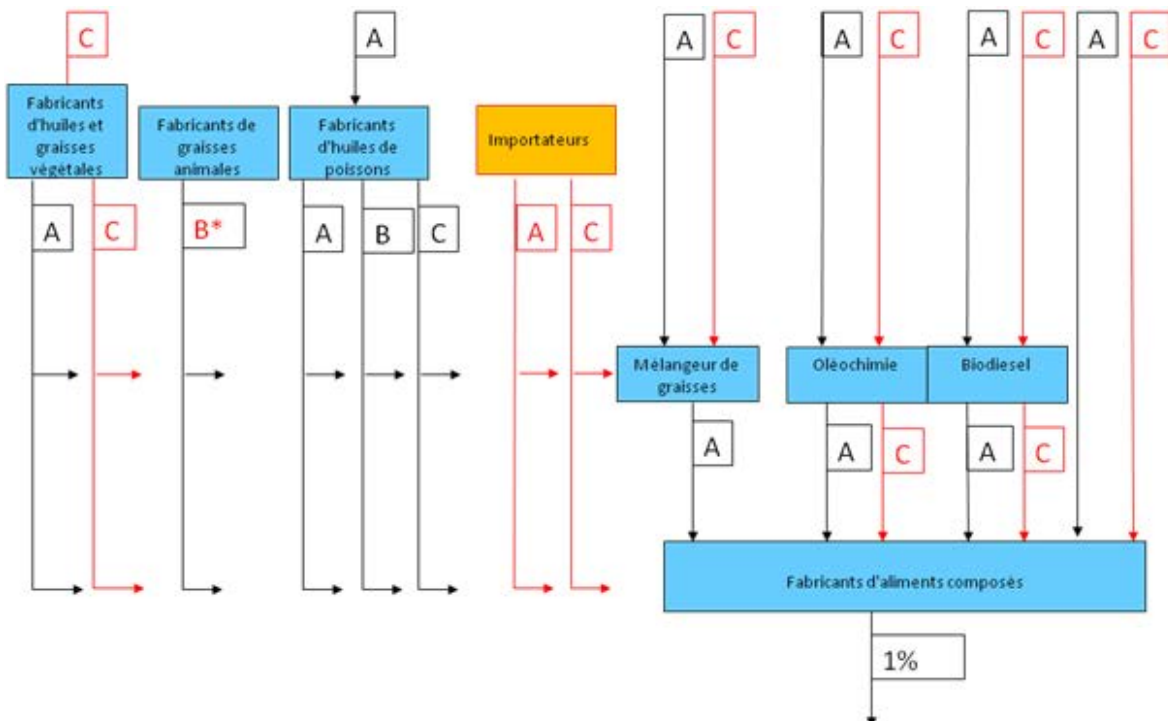 C
A
A
C
A
C
A
C
A
C
Fabricants
d'huiles et
graisses
végétales
Fabricants de
graisses
animales
Fabricants
d'huiles de
poissons
Importateurs
A
C
B*
A
B
C
A
C
Mélangeur de
graisses
Oléochimie
Biodiesel
A
A
C
A
C
Fabricants d'aliments composés
1%